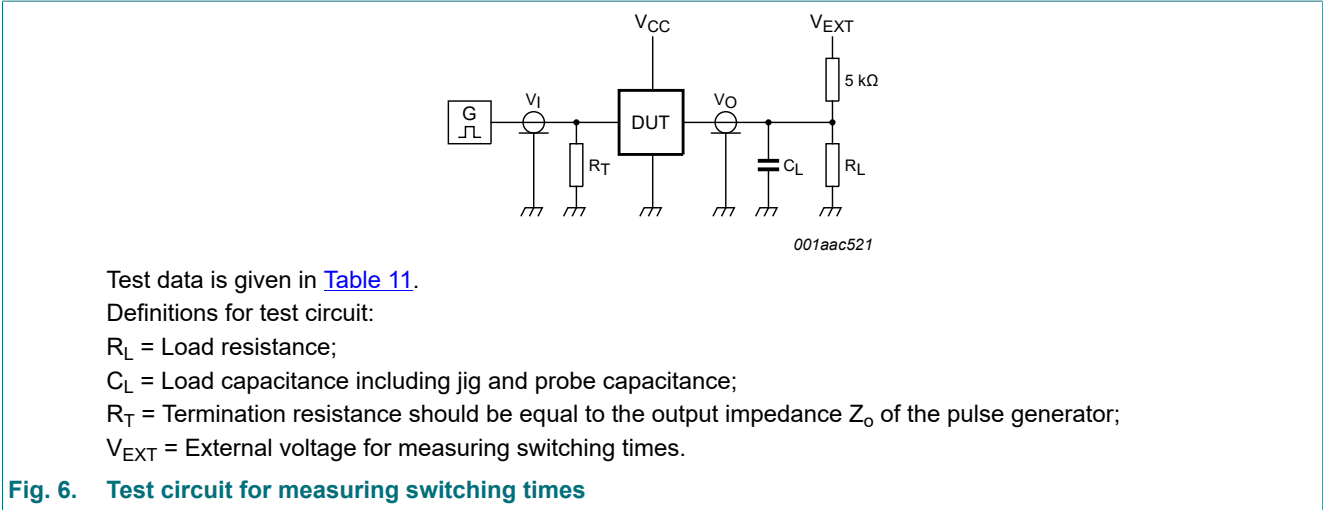 VCC
VEXT
5 kΩ
G
VI
DUT
VO
RT
CL
RL
001aac521
Test data is given in Table 11.
Definitions for test circuit:
RL = Load resistance;
CL = Load capacitance including jig and probe capacitance;
RT = Termination resistance should be equal to the output impedance Zo of the pulse generator;
VEXT = External voltage for measuring switching times.
Fig. 6. Test circuit for measuring switching times